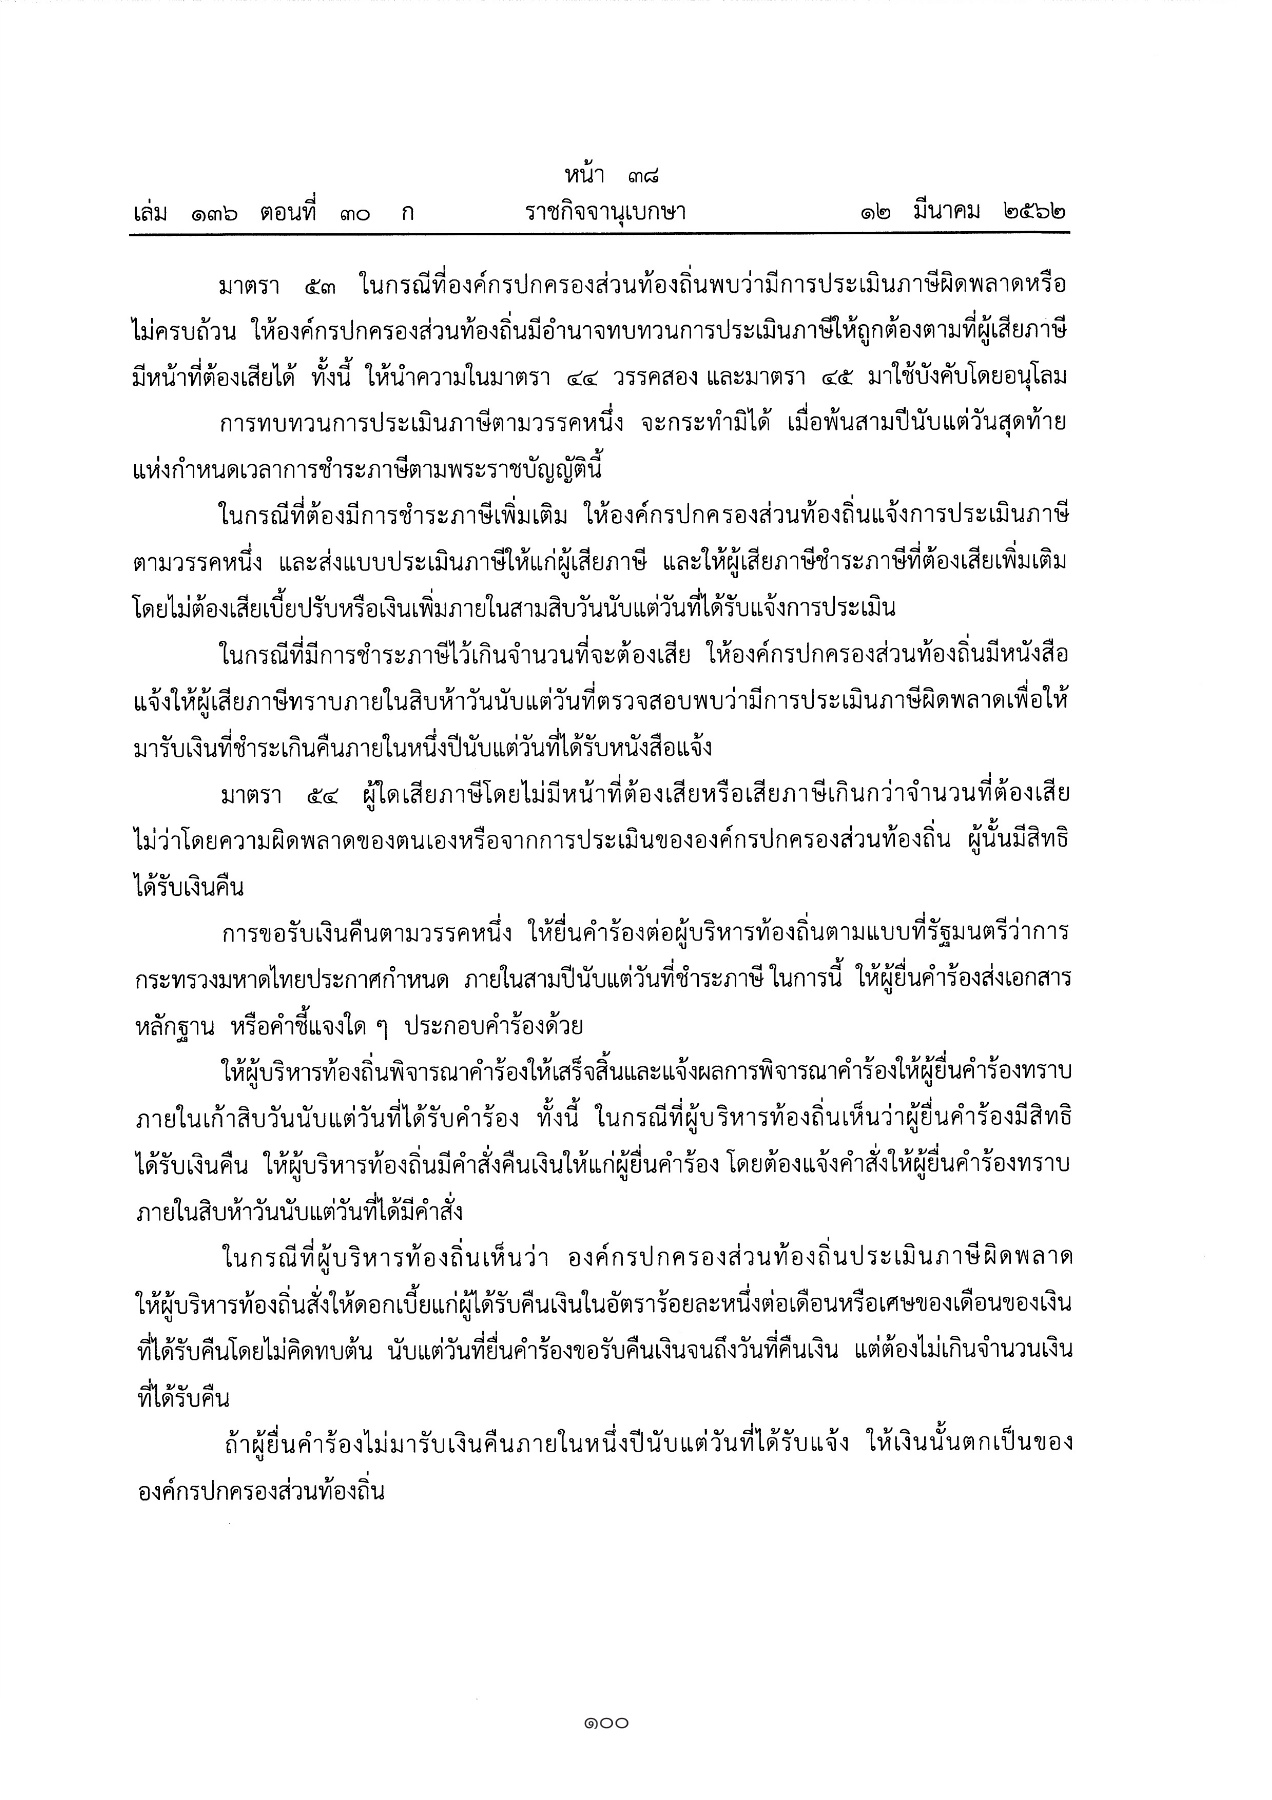 หน้า ๓๘
เล่ม ๑๓๖ ตอนที่ ๓๐ ก ราชกิจจานุเบกษา ๑๒ มีนาคม ๒๕๖๒
มาตรา ๕๓ ในกรณีที่องค์กรปกครองส่วนท้องถิ่นพบว่ามีการประเมินภาษีผิดพลาดหรือ
ไม่ครบถ้วน ให้องค์กรปกครองส่วนท้องถิ่นมีอำนาจทบทวนการประเมินภาษีให้ถูกต้องตามที่ผู้เสียภาษี
มีหน้าที่ต้องเสียได้ ทั้งนี้ ให้นำความในมาตรา ๔๔ วรรคสอง และมาตรา ๔๕ มาใช้บังคับโดยอนุโลม
การทบทวนการประเมินภาษีตามวรรคหนึ่ง จะกระทำมิได้ เมื่อพ้นสามปีนับแต่วันสุดท้าย
แห่งกำหนดเวลาการชำระภาษีตามพระราชบัญญัตินี้
ในกรณีที่ต้องมีการชำระภาษีเพิ่มเติม ให้องค์กรปกครองส่วนท้องถิ่นแจ้งการประเมินภาษี
ตามวรรคหนึ่ง และส่งแบบประเมินภาษีให้แก่ผู้เสียภาษี และให้ผู้เสียภาษีชำระภาษีที่ต้องเสียเพิ่มเติม
โดยไม่ต้องเสียเบี้ยปรับหรือเงินเพิ่มภายในสามสิบวันนับแต่วันที่ได้รับแจ้งการประเมิน
ในกรณีที่มีการชำระภาษีไว้เกินจำนวนที่จะต้องเสีย ให้องค์กรปกครองส่วนท้องถิ่นมีหนังสือ
แจ้งให้ผู้เสียภาษีทราบภายในสิบห้าวันนับแต่วันที่ตรวจสอบพบว่ามีการประเมินภาษีผิดพลาดเพื่อให้
มารับเงินที่ชำระเกินคืนภายในหนึ่งปีนับแต่วันที่ได้รับหนังสือแจ้ง
มาตรา ๕๔ ผู้ใดเสียภาษีโดยไม่มีหน้าที่ต้องเสียหรือเสียภาษีเกินกว่าจำนวนที่ต้องเสีย
ไม่ว่าโดยความผิดพลาดของตนเองหรือจากการประเมินขององค์กรปกครองส่วนท้องถิ่น ผู้นั้นมีสิทธิ
ได้รับเงินคืน
การขอรับเงินคืนตามวรรคหนึ่ง ให้ยื่นคำร้องต่อผู้บริหารท้องถิ่นตามแบบที่รัฐมนตรีว่าการ
กระทรวงมหาดไทยประกาศกำหนด ภายในสามปีนับแต่วันที่ชำระภาษี ในการนี้ ให้ผู้ยื่นคำร้องส่งเอกสาร
หลักฐาน หรือคำชี้แจงใด ๆ ประกอบคำร้องด้วย
ให้ผู้บริหารท้องถิ่นพิจารณาคำร้องให้เสร็จสิ้นและแจ้งผลการพิจารณาคำร้องให้ผู้ยื่นคำร้องทราบ
ภายในเก้าสิบวันนับแต่วันที่ได้รับคำร้อง ทั้งนี้ ในกรณีที่ผู้บริหารท้องถิ่นเห็นว่าผู้ยื่นคำร้องมีสิทธิ
ได้รับเงินคืน ให้ผู้บริหารท้องถิ่นมีคำสั่งคืนเงินให้แก่ผู้ยื่นคำร้อง โดยต้องแจ้งคำสั่งให้ผู้ยื่นคำร้องทราบ
ภายในสิบห้าวันนับแต่วันที่ได้มีคำสั่ง
ในกรณีที่ผู้บริหารท้องถิ่นเห็นว่า องค์กรปกครองส่วนท้องถิ่นประเมินภาษีผิดพลาด
ให้ผู้บริหารท้องถิ่นสั่งให้ดอกเบี้ยแก่ผู้ได้รับคืนเงินในอัตราร้อยละหนึ่งต่อเดือนหรือเศษของเดือนของเงิน
ที่ได้รับคืนโดยไม่คิดทบต้น นับแต่วันที่ยื่นคำร้องขอรับคืนเงินจนถึงวันที่คืนเงิน แต่ต้องไม่เกินจำนวนเงิน
ที่ได้รับคืน
ถ้าผู้ยื่นคำร้องไม่มารับเงินคืนภายในหนึ่งปีนับแต่วันที่ได้รับแจ้ง ให้เงินนั้นตกเป็นของ
องค์กรปกครองส่วนท้องถิ่น
๑๐๐